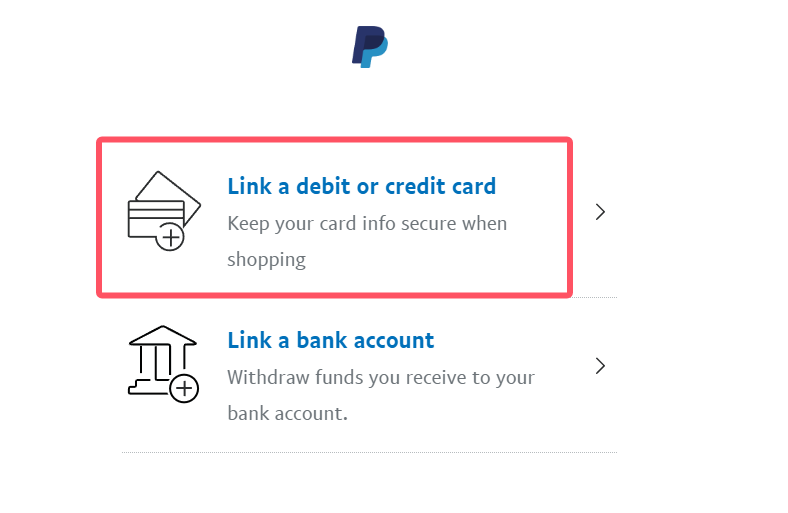 Link a debit or credit card
Keep your card info secure when
shopping
Link a bank account
Withdraw funds you receive to your
bank account.